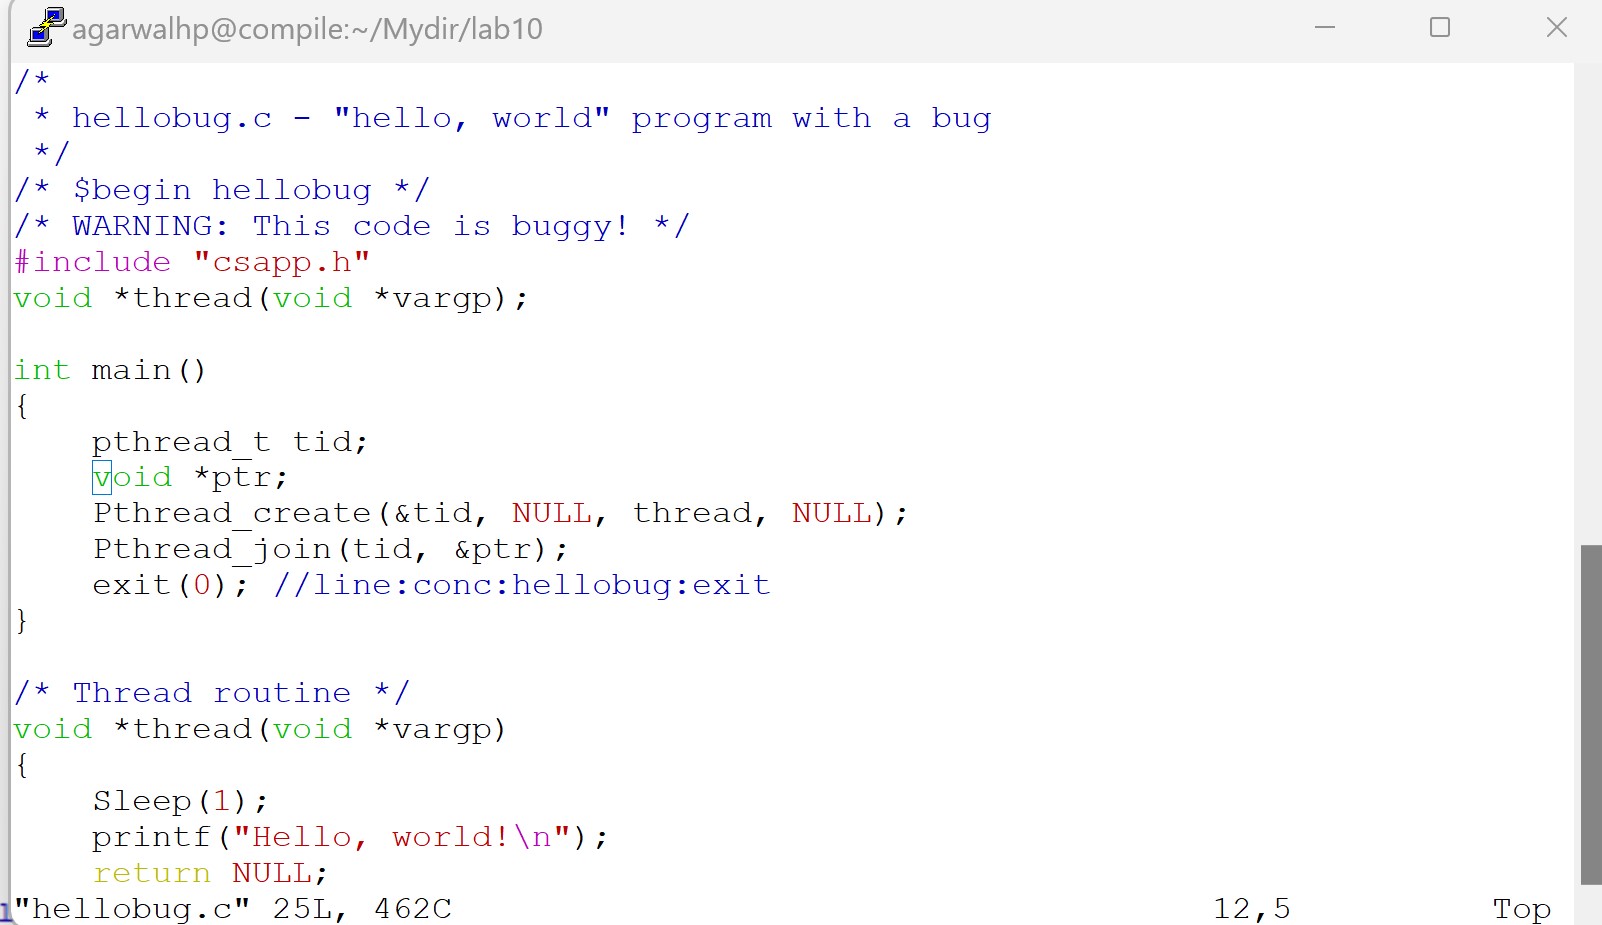 agarwalhp@compile:~/Mydir/lab10
/*
 * hellobug.c - "hello, world" program with a bug
 */
/* $begin hellobug */
/* WARNING: This code is buggy! */
#include "csapp.h"
void *thread(void *vargp);

int main()
{
    pthread_t tid;
    void *ptr;
    Pthread_create(&tid, NULL, thread, NULL);
    Pthread_join(tid, &ptr);
    exit(0); //line:conc:hellobug:exit
}

/* Thread routine */
void *thread(void *vargp)
{
    Sleep(1);
    printf("Hello, world!\n");
    return NULL;
"hellobug.c" 25L, 462C 12,5 Top